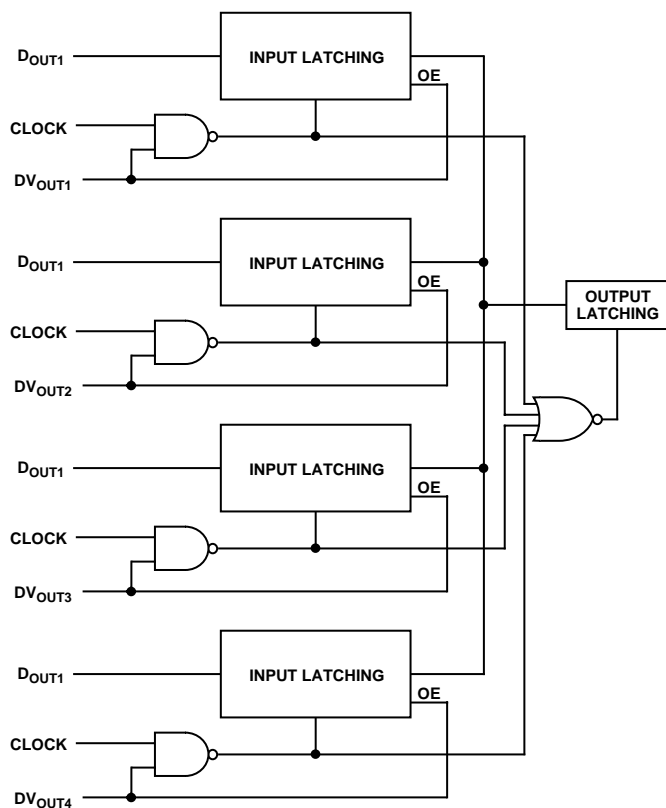 D_OUT1
INPUT LATCHING
OE
CLOCK
DV_OUT1
D_OUT1
INPUT LATCHING
OE
CLOCK
DV_OUT2
OUTPUT
LATCHING
D_OUT1
INPUT LATCHING
OE
CLOCK
DV_OUT3
D_OUT1
INPUT LATCHING
OE
CLOCK
DV_OUT4